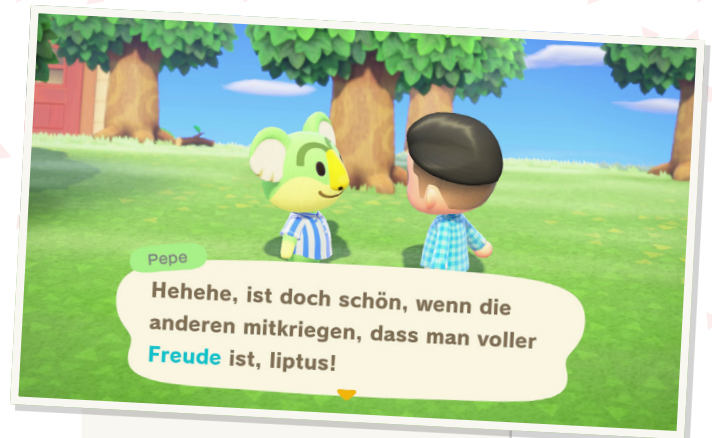 Pepe
Hehehe, ist doch schön, wenn die
anderen mitkriegen, dass man voller
Freude ist, liptus!